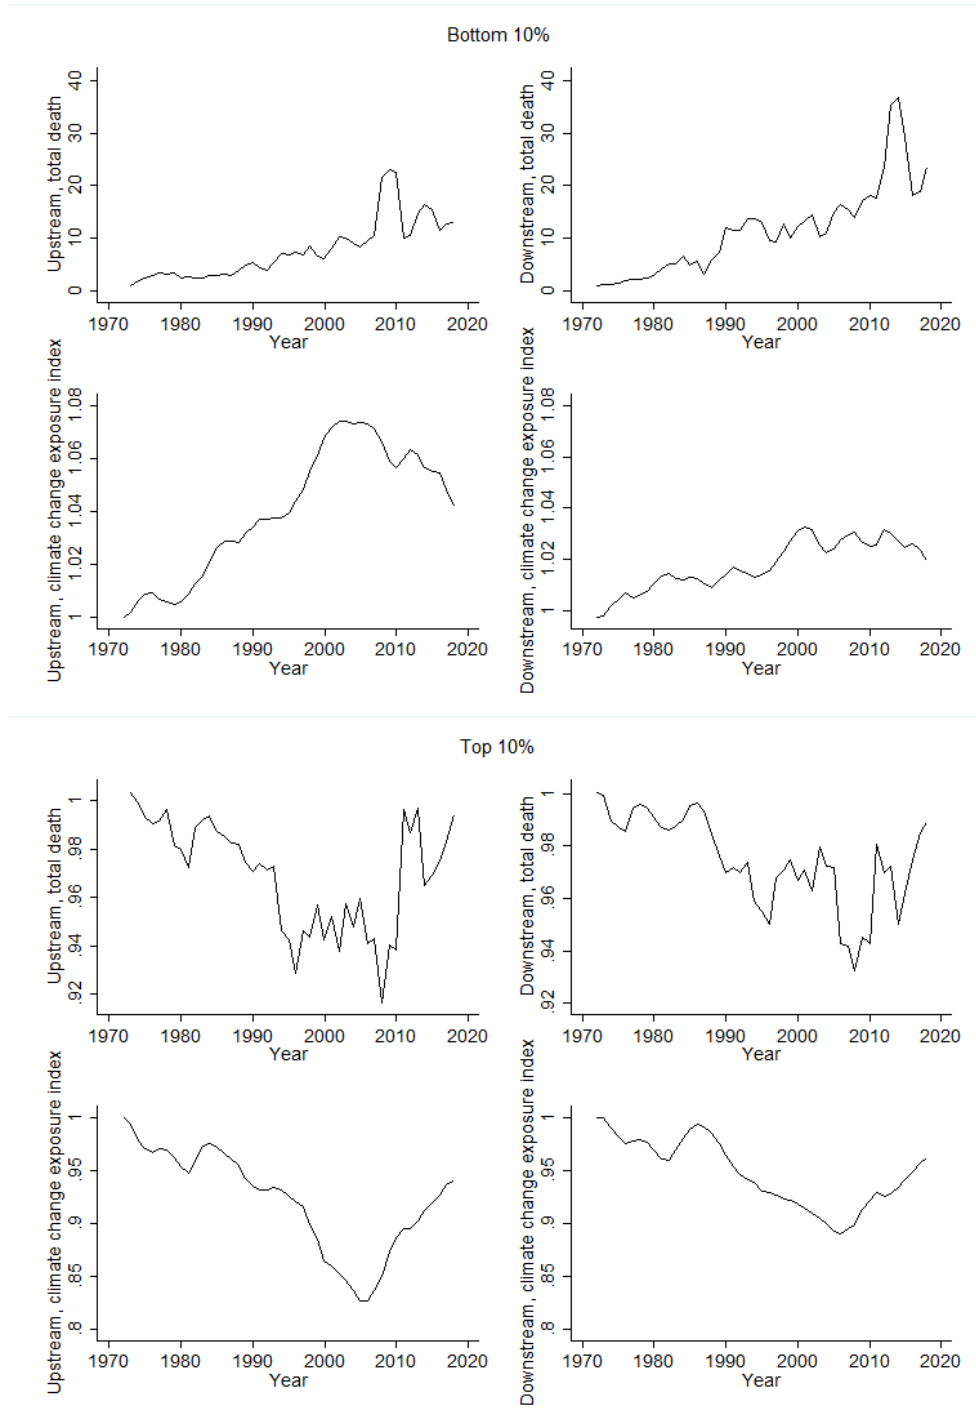 Bottom 10%
Upstream, total death
0 10 20 30 40
1970 1980 1990 2000 2010 2020
Year
Downstream, total death
0 10 20 30 40
1970 1980 1990 2000 2010 2020
Year
Upstream, climate change exposure index
1 1.02 1.04 1.06 1.08
1970 1980 1990 2000 2010 2020
Year
Downstream, climate change exposure index
1 1.02 1.04 1.06 1.08
1970 1980 1990 2000 2010 2020
Year
Top 10%
Upstream, total death
.92 .94 .96 .98 1
1970 1980 1990 2000 2010 2020
Year
Downstream, total death
.92 .94 .96 .98 1
1970 1980 1990 2000 2010 2020
Year
Upstream, climate change exposure index
.8 .85 .9 .95 1
1970 1980 1990 2000 2010 2020
Year
Downstream, climate change exposure index
.8 .85 .9 .95 1
1970 1980 1990 2000 2010 2020
Year